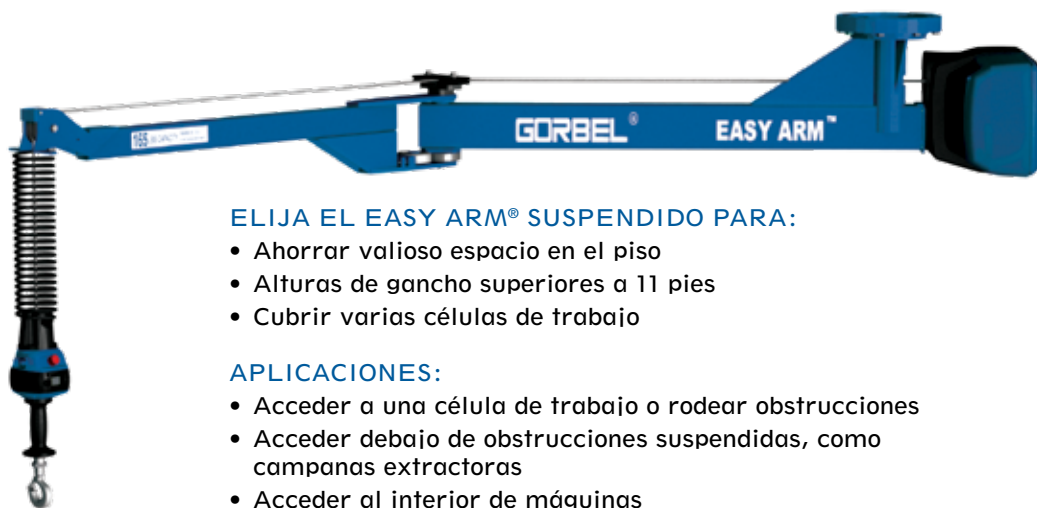 GORBEL® EASY ARM™
165
ELIJA EL EASY ARM® SUSPENDIDO PARA:
• Ahorrar valioso espacio en el piso
• Alturas de gancho superiores a 11 pies
• Cubrir varias células de trabajo
APLICACIONES:
• Acceder a una célula de trabajo o rodear obstrucciones
• Acceder debajo de obstrucciones suspendidas, como
campanas extractoras
• Acceder al interior de máquinas